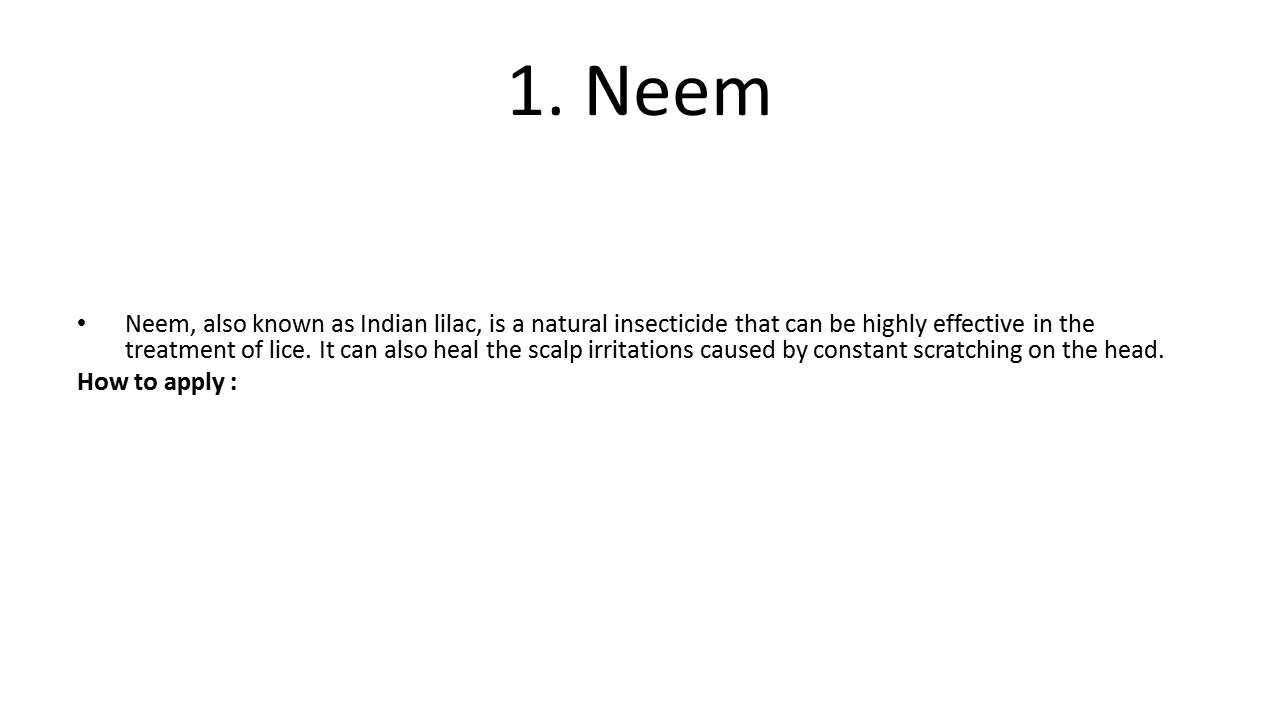 1. Neem
• Neem, also known as Indian lilac, is a natural insecticide that can be highly effective in the
treatment of lice. It can also heal the scalp irritations caused by constant scratching on the head.
How to apply :